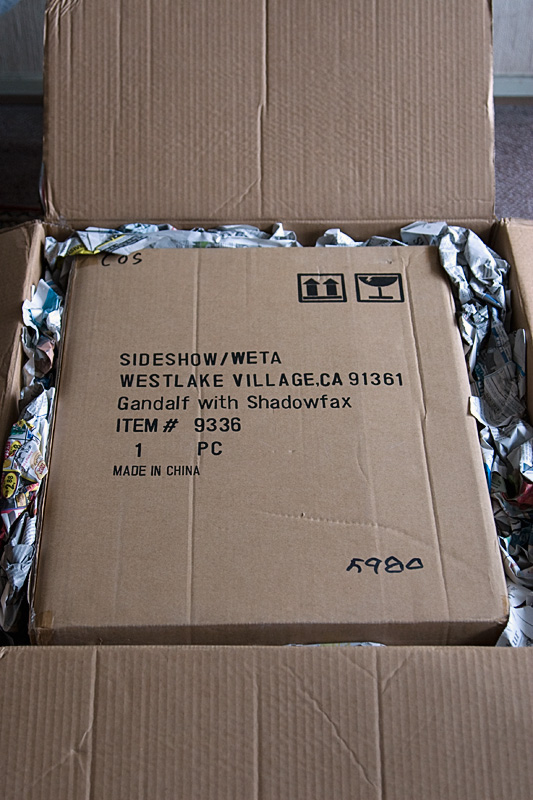 COS
SIDESHOW/WETA
WESTLAKE VILLAGE,CA 91361
Gandalf with Shadowfax
ITEM # 9336
1 PC
MADE IN CHINA
5980